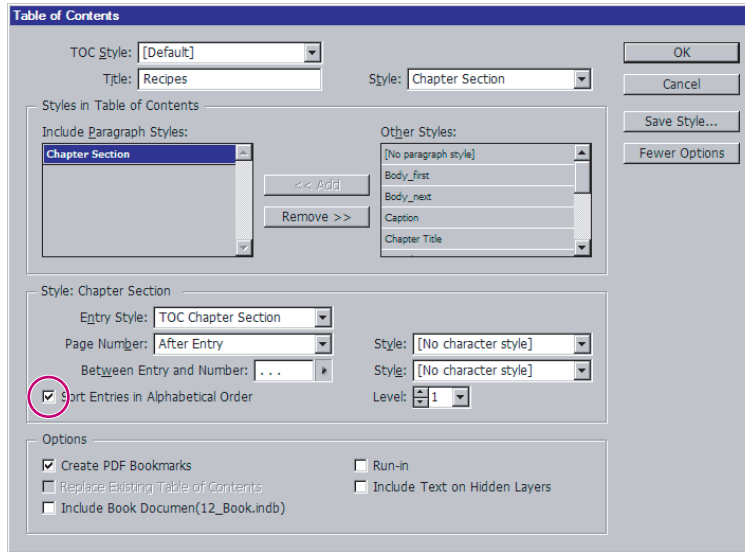 Table of Contents
TOC Style: [Default]
OK
Title: Recipes Style: Chapter Section
Cancel
Styles in Table of Contents
Save Style...
Include Paragraph Styles: Other Styles:
Fewer Options
Chapter Section [No paragraph style]
Body_first
<< Add
Body_next
Remove >> Caption
Chapter Title
Style: Chapter Section
Entry Style: TOC Chapter Section
Page Number: After Entry Style: [No character style]
Between Entry and Number: . . . Style: [No character style]
Sort Entries in Alphabetical Order Level: 1
Options
Create PDF Bookmarks Run-in
Replace Existing Table of Contents Include Text on Hidden Layers
Include Book Documen(12_Book.indb)